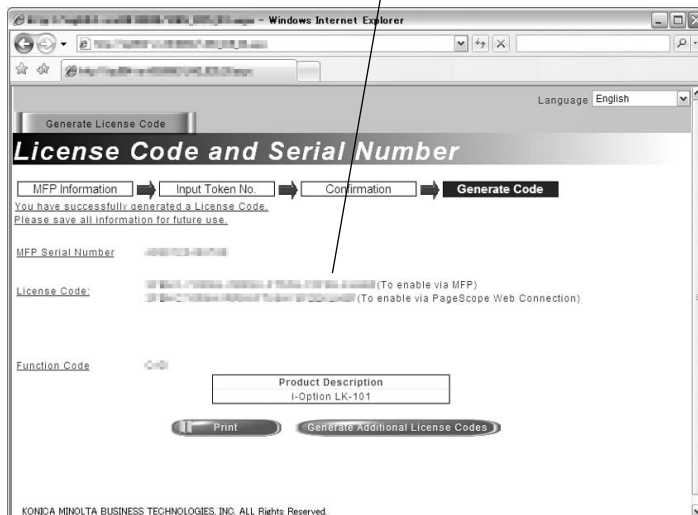 - Windows Internet Explorer
Language English
Generate License Code
License Code and Serial Number
MFP Information Input Token No. Confirmation Generate Code
You have successfully generated a License Code.
Please save all information for future use.
MFP Serial Number
License Code: (To enable via MFP)
(To enable via PageScope Web Connection)
Function Code
Product Description
i-Option LK-101
Print Generate Additional License Codes
KONICA MINOLTA BUSINESS TECHNOLOGIES, INC. ALL Rights Reserved.